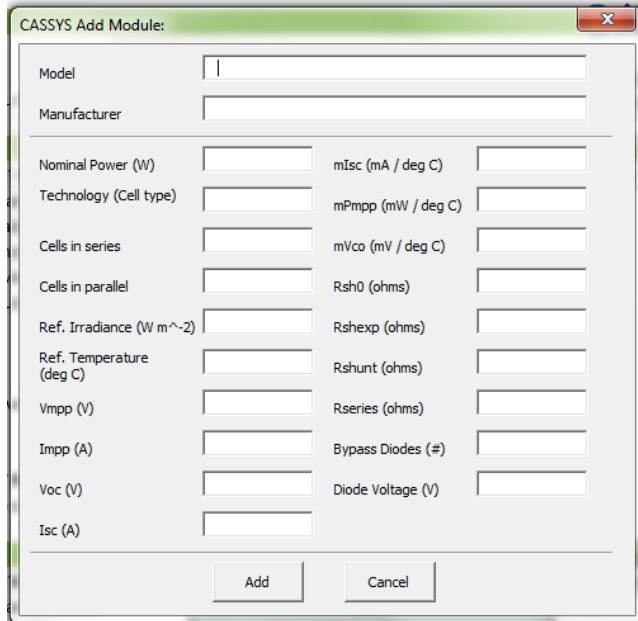 CASSYS Add Module:
Model
Manufacturer
Nominal Power (W)
Technology (Cell type)
Cells in series
Cells in parallel
Ref. Irradiance (W m^-2)
Ref. Temperature
(deg C)
Vmpp (V)
Impp (A)
Voc (V)
Isc (A)
mIsc (mA / deg C)
mPmpp (mW / deg C)
mVco (mV / deg C)
Rsh0 (ohms)
Rshexp (ohms)
Rshunt (ohms)
Rseries (ohms)
Bypass Diodes (#)
Diode Voltage (V)
Add
Cancel